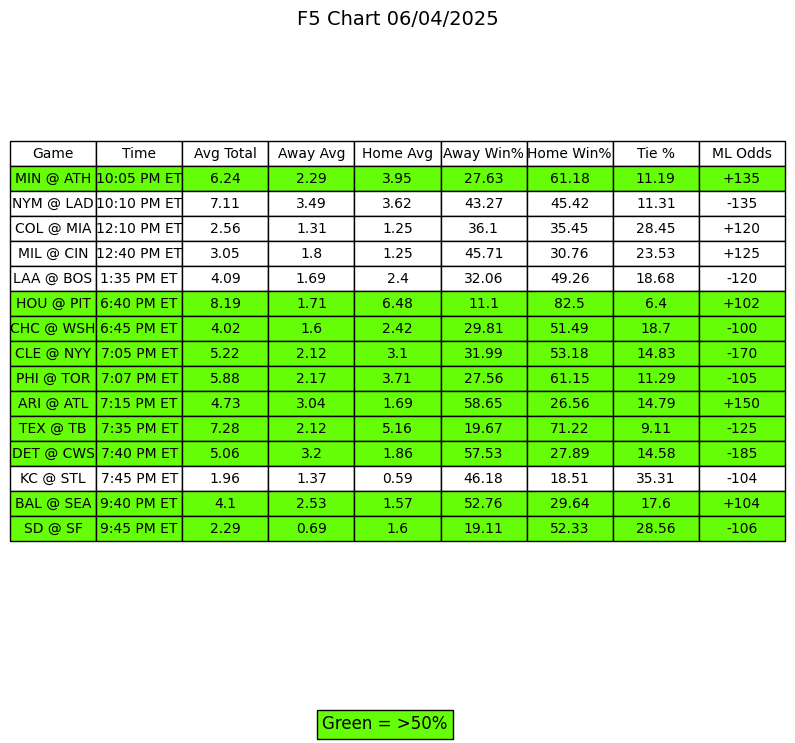 F5 Chart 06/04/2025
Game Time Avg Total Away Avg Home Avg Away Win% Home Win% Tie % ML Odds
MIN @ ATH 10:05 PM ET 6.24 2.29 3.95 27.63 61.18 11.19 +135
NYM @ LAD 10:10 PM ET 7.11 3.49 3.62 43.27 45.42 11.31 -135
COL @ MIA 12:10 PM ET 2.56 1.31 1.25 36.1 35.45 28.45 +120
MIL @ CIN 12:40 PM ET 3.05 1.8 1.25 45.71 30.76 23.53 +125
LAA @ BOS 1:35 PM ET 4.09 1.69 2.4 32.06 49.26 18.68 -120
HOU @ PIT 6:40 PM ET 8.19 1.71 6.48 11.1 82.5 6.4 +102
CHC @ WSH 6:45 PM ET 4.02 1.6 2.42 29.81 51.49 18.7 -100
CLE @ NYY 7:05 PM ET 5.22 2.12 3.1 31.99 53.18 14.83 -170
PHI @ TOR 7:07 PM ET 5.88 2.17 3.71 27.56 61.15 11.29 -105
ARI @ ATL 7:15 PM ET 4.73 3.04 1.69 58.65 26.56 14.79 +150
TEX @ TB 7:35 PM ET 7.28 2.12 5.16 19.67 71.22 9.11 -125
DET @ CWS 7:40 PM ET 5.06 3.2 1.86 57.53 27.89 14.58 -185
KC @ STL 7:45 PM ET 1.96 1.37 0.59 46.18 18.51 35.31 -104
BAL @ SEA 9:40 PM ET 4.1 2.53 1.57 52.76 29.64 17.6 +104
SD @ SF 9:45 PM ET 2.29 0.69 1.6 19.11 52.33 28.56 -106
Green = >50%